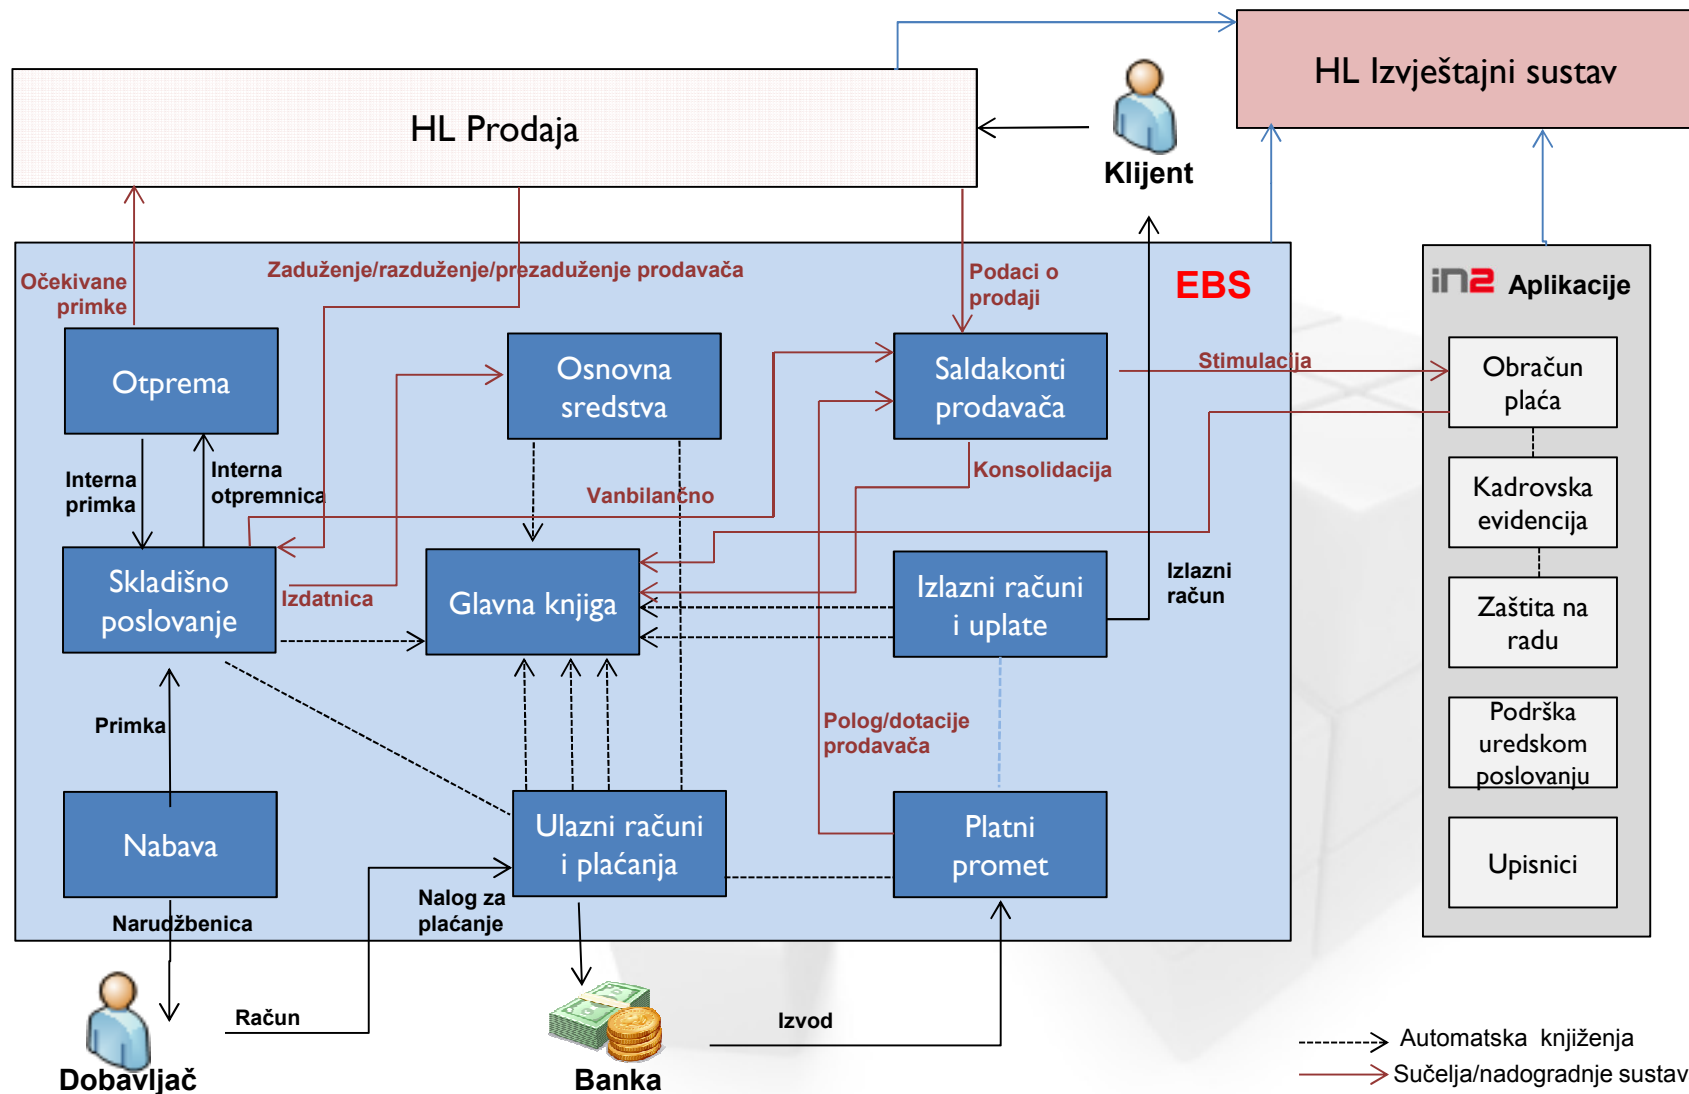 HL Izvještajni sustav
HL Prodaja
Klijent
Očekivane
primke
Zaduženje/razduženje/prezaduženje prodavača
Podaci o
prodaji
EBS
in2 Aplikacije
Otprema
Osnovna
sredstva
Saldakonti
prodavača
Stimulacija
Obračun
plaća
Interna
primka
Interna
otpremnica
Vanbilančno
Konsolidacija
Kadrovska
evidencija
Skladišno
poslovanje
Izdatnica
Glavna knjiga
Izlazni računi
i uplate
Izlazni
račun
Zaštita na
radu
Primka
Polog/dotacije
prodavača
Podrška
uredskom
poslovanju
Nabava
Ulazni računi
i plaćanja
Platni
promet
Upisnici
Narudžbenica
Nalog za
plaćanje
Račun
Izvod
Dobavljač
Banka
Automatska knjiženja
Sučelja/nadogradnje sustav